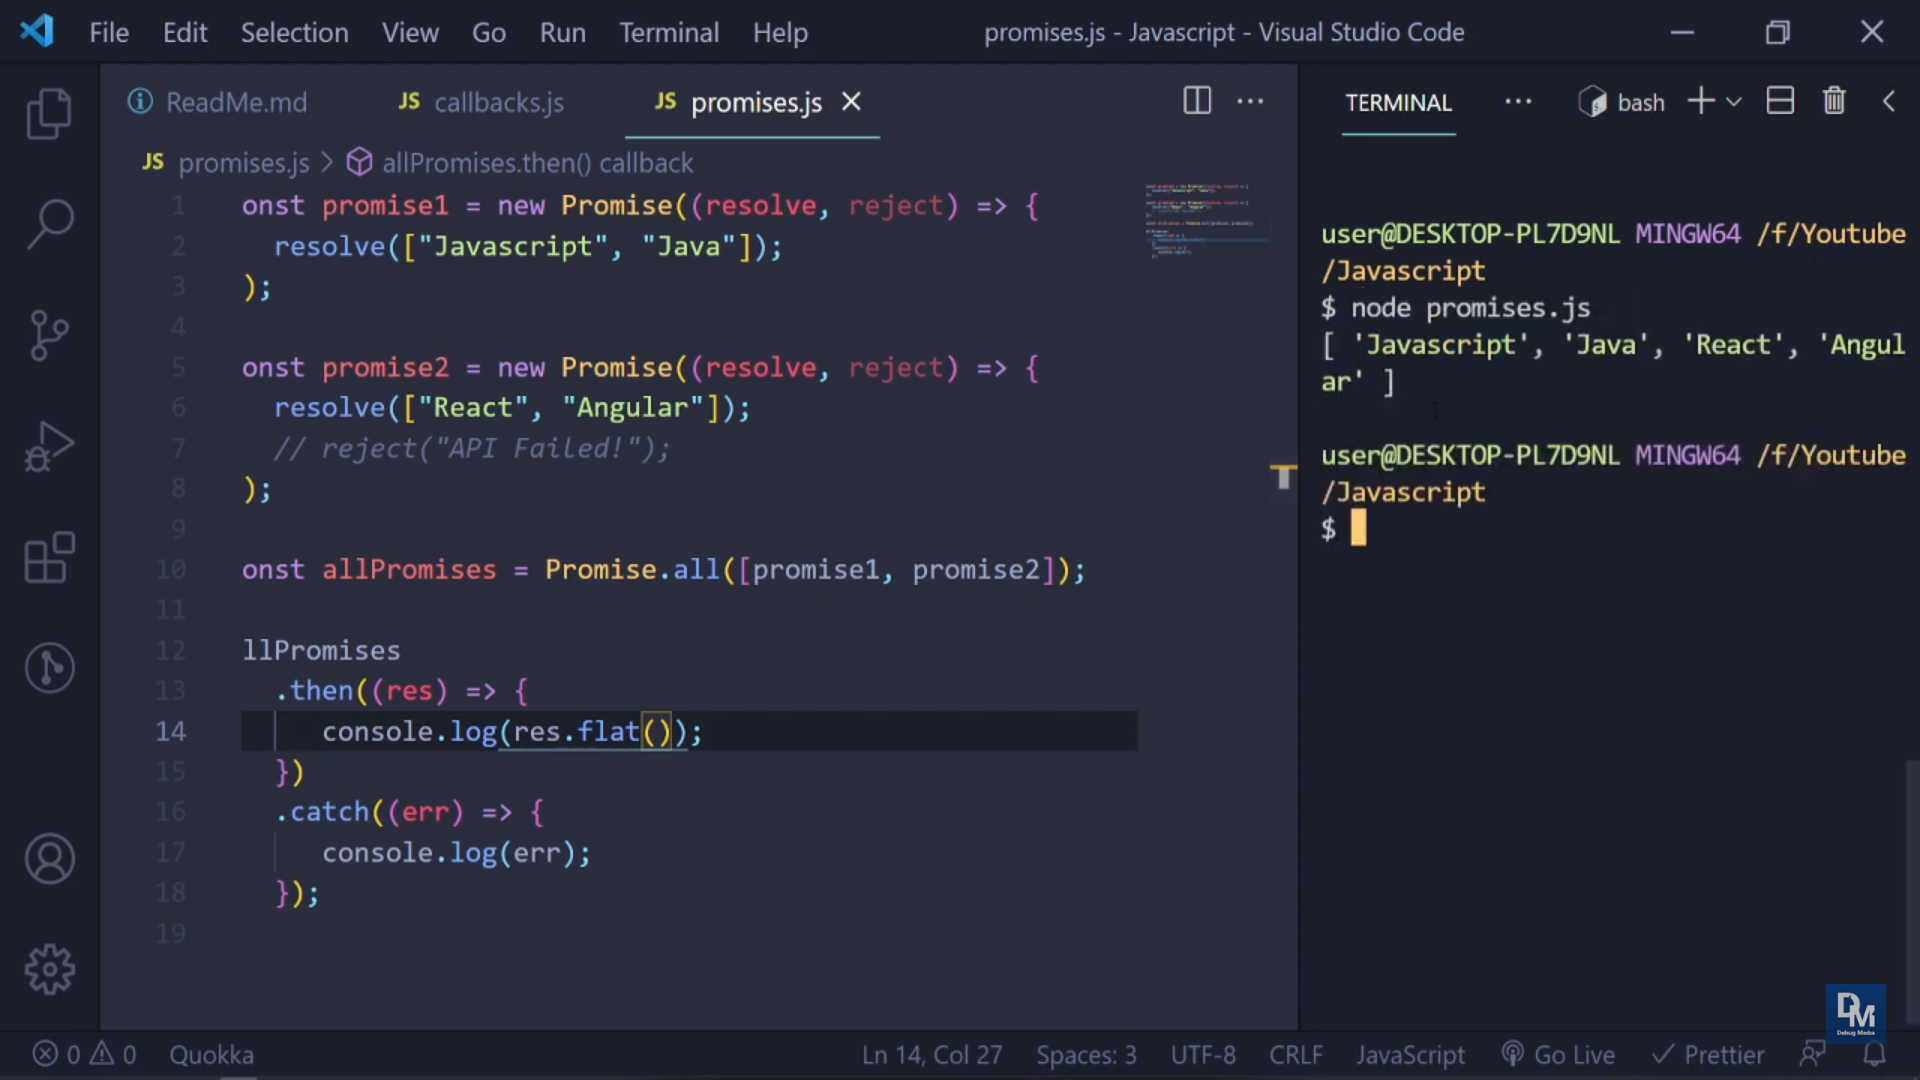 File Edit Selection View Go Run Terminal Help promises.js - Javascript - Visual Studio Code
ReadMe.md JS callbacks.js JS promises.js
JS promises.js > allPromises.then() callback
1 onst promise1 = new Promise((resolve, reject) => {
2 resolve(["Javascript", "Java"]);
3 );
4
5 onst promise2 = new Promise((resolve, reject) => {
6 resolve(["React", "Angular"]);
7 // reject("API Failed!");
8 );
9
10 onst allPromises = Promise.all([promise1, promise2]);
11
12 llPromises
13 .then((res) => {
14 console.log(res.flat());
15 })
16 .catch((err) => {
17 console.log(err);
18 });
19
TERMINAL ... bash
user@DESKTOP-PL7D9NL MINGW64 /f/Youtube
/Javascript
$ node promises.js
[ 'Javascript', 'Java', 'React', 'Angul
ar' ]
user@DESKTOP-PL7D9NL MINGW64 /f/Youtube
/Javascript
$
DM
Debug Media
0 0 Quokka Ln 14, Col 27 Spaces: 3 UTF-8 CRLF JavaScript Go Live Prettier